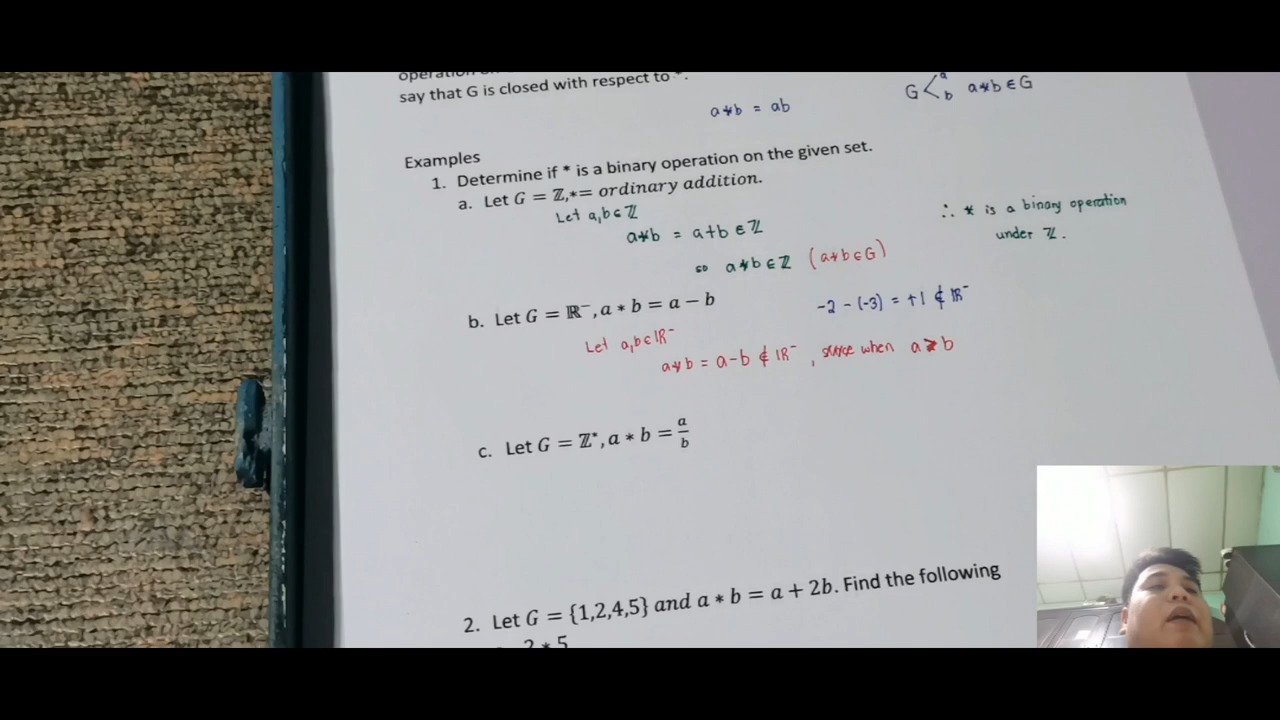 say that G is closed with respect to *.
a*b = ab
G < a b a*b ∈ G
Examples
1. Determine if * is a binary operation on the given set.
a. Let G = ℤ,*= ordinary addition.
Let a,b ∈ ℤ
a*b = a+b ∈ ℤ
so a*b ∈ ℤ (a*b ∈ G)
∴ * is a binary operation
under ℤ.
b. Let G = ℝ⁻, a * b = a − b
-2 - (-3) = +1 ∉ ℝ⁻
Let a,b ∈ ℝ⁻
a*b = a-b ∉ ℝ⁻, since when a > b
c. Let G = ℤ*, a * b = a/b
2. Let G = {1,2,4,5} and a * b = a + 2b. Find the following
2 * 5